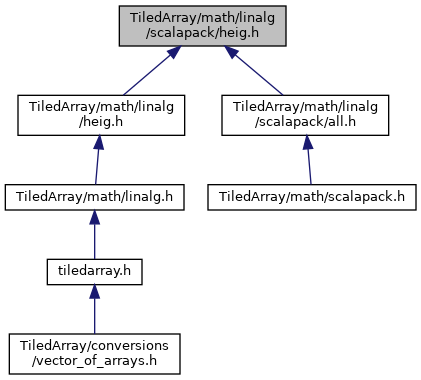 TiledArray/math/linalg
/scalapack/heig.h
TiledArray/math/linalg
/heig.h
TiledArray/math/linalg
/scalapack/all.h
TiledArray/math/linalg.h
TiledArray/math/scalapack.h
tiledarray.h
TiledArray/conversions
/vector_of_arrays.h